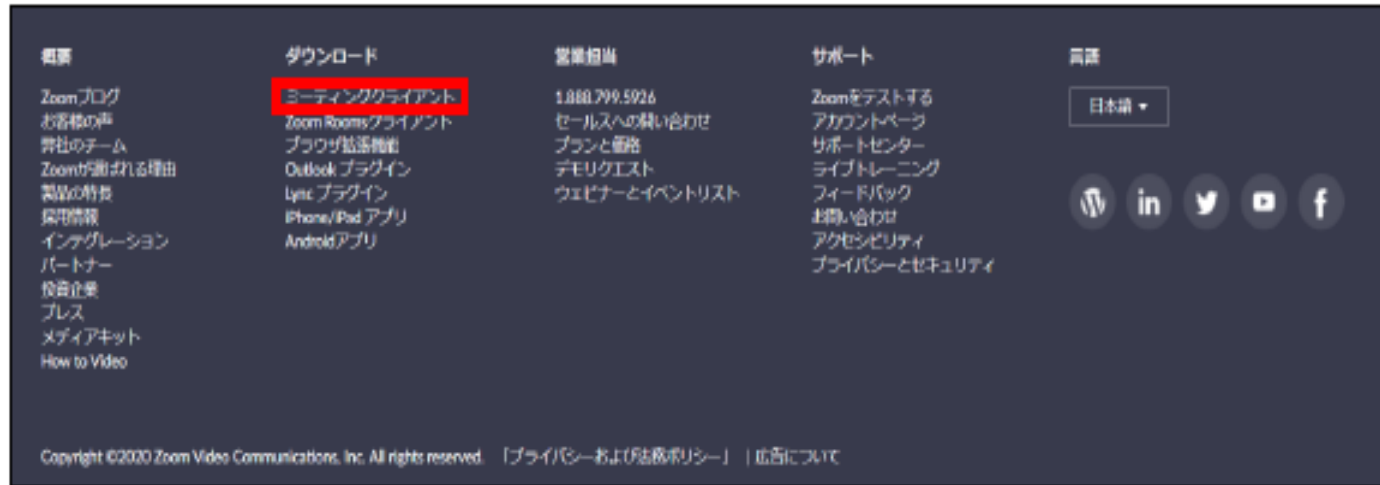 概要
Zoomブログ
お客様の声
弊社のチーム
Zoomが選ばれる理由
製品の特長
採用情報
インテグレーション
パートナー
投資企業
プレス
メディアキット
How to Video
ダウンロード
ミーティングクライアント
Zoom Roomsクライアント
ブラウザ拡張機能
Outlook プラグイン
Lync プラグイン
iPhone/iPad アプリ
Androidアプリ
営業担当
1.888.799.5926
セールスへの問い合わせ
プランと価格
デモリクエスト
ウェビナーとイベントリスト
サポート
Zoomをテストする
アカウントページ
サポートセンター
ライブトレーニング
フィードバック
お問い合わせ
アクセシビリティ
プライバシーとセキュリティ
言語
日本語
in
f
Copyright ©2020 Zoom Video Communications, Inc. All rights reserved. 「プライバシーおよび法務ポリシー」 | 広告について